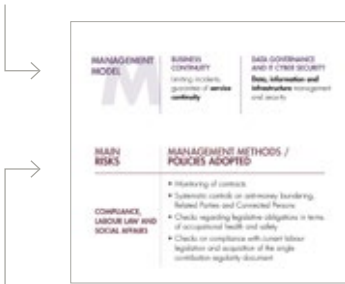 MANAGEMENT
MODEL
BUSINESS
CONTINUITY
Limiting incidents,
guarantee of service
continuity
DATA GOVERNANCE
AND IT CYBER SECURITY
Data, information and
infrastructure management
and security
MAIN
RISKS
MANAGEMENT METHODS /
POLICIES ADOPTED
COMPLIANCE,
LABOUR LAW AND
SOCIAL AFFAIRS
• Monitoring of contracts
• Systematic controls on anti-money laundering,
Related Parties and Connected Persons
• Checks regarding legislative obligations in terms
of occupational health and safety
• Checks on compliance with current labour
legislation and acquisition of the single
contribution regularity document